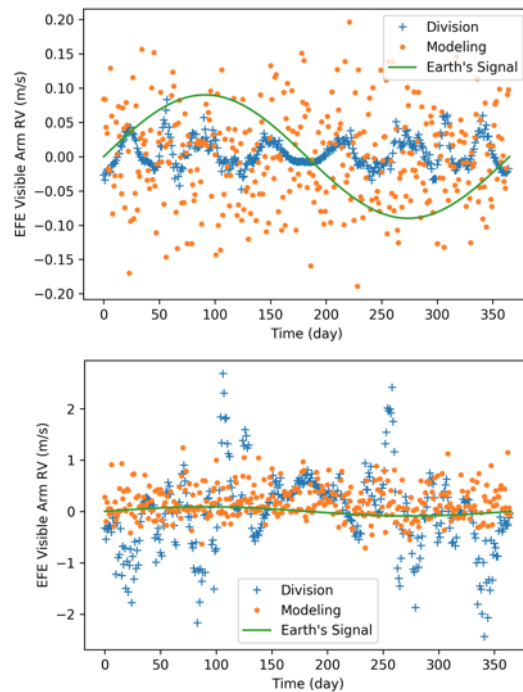 0.20
0.15
0.10
0.05
0.00
−0.05
−0.10
−0.15
−0.20
EFE Visible Arm RV (m/s)
Division
Modeling
Earth's Signal
0 50 100 150 200 250 300 350
Time (day)
2
1
0
−1
−2
EFE Visible Arm RV (m/s)
Division
Modeling
Earth's Signal
0 50 100 150 200 250 300 350
Time (day)